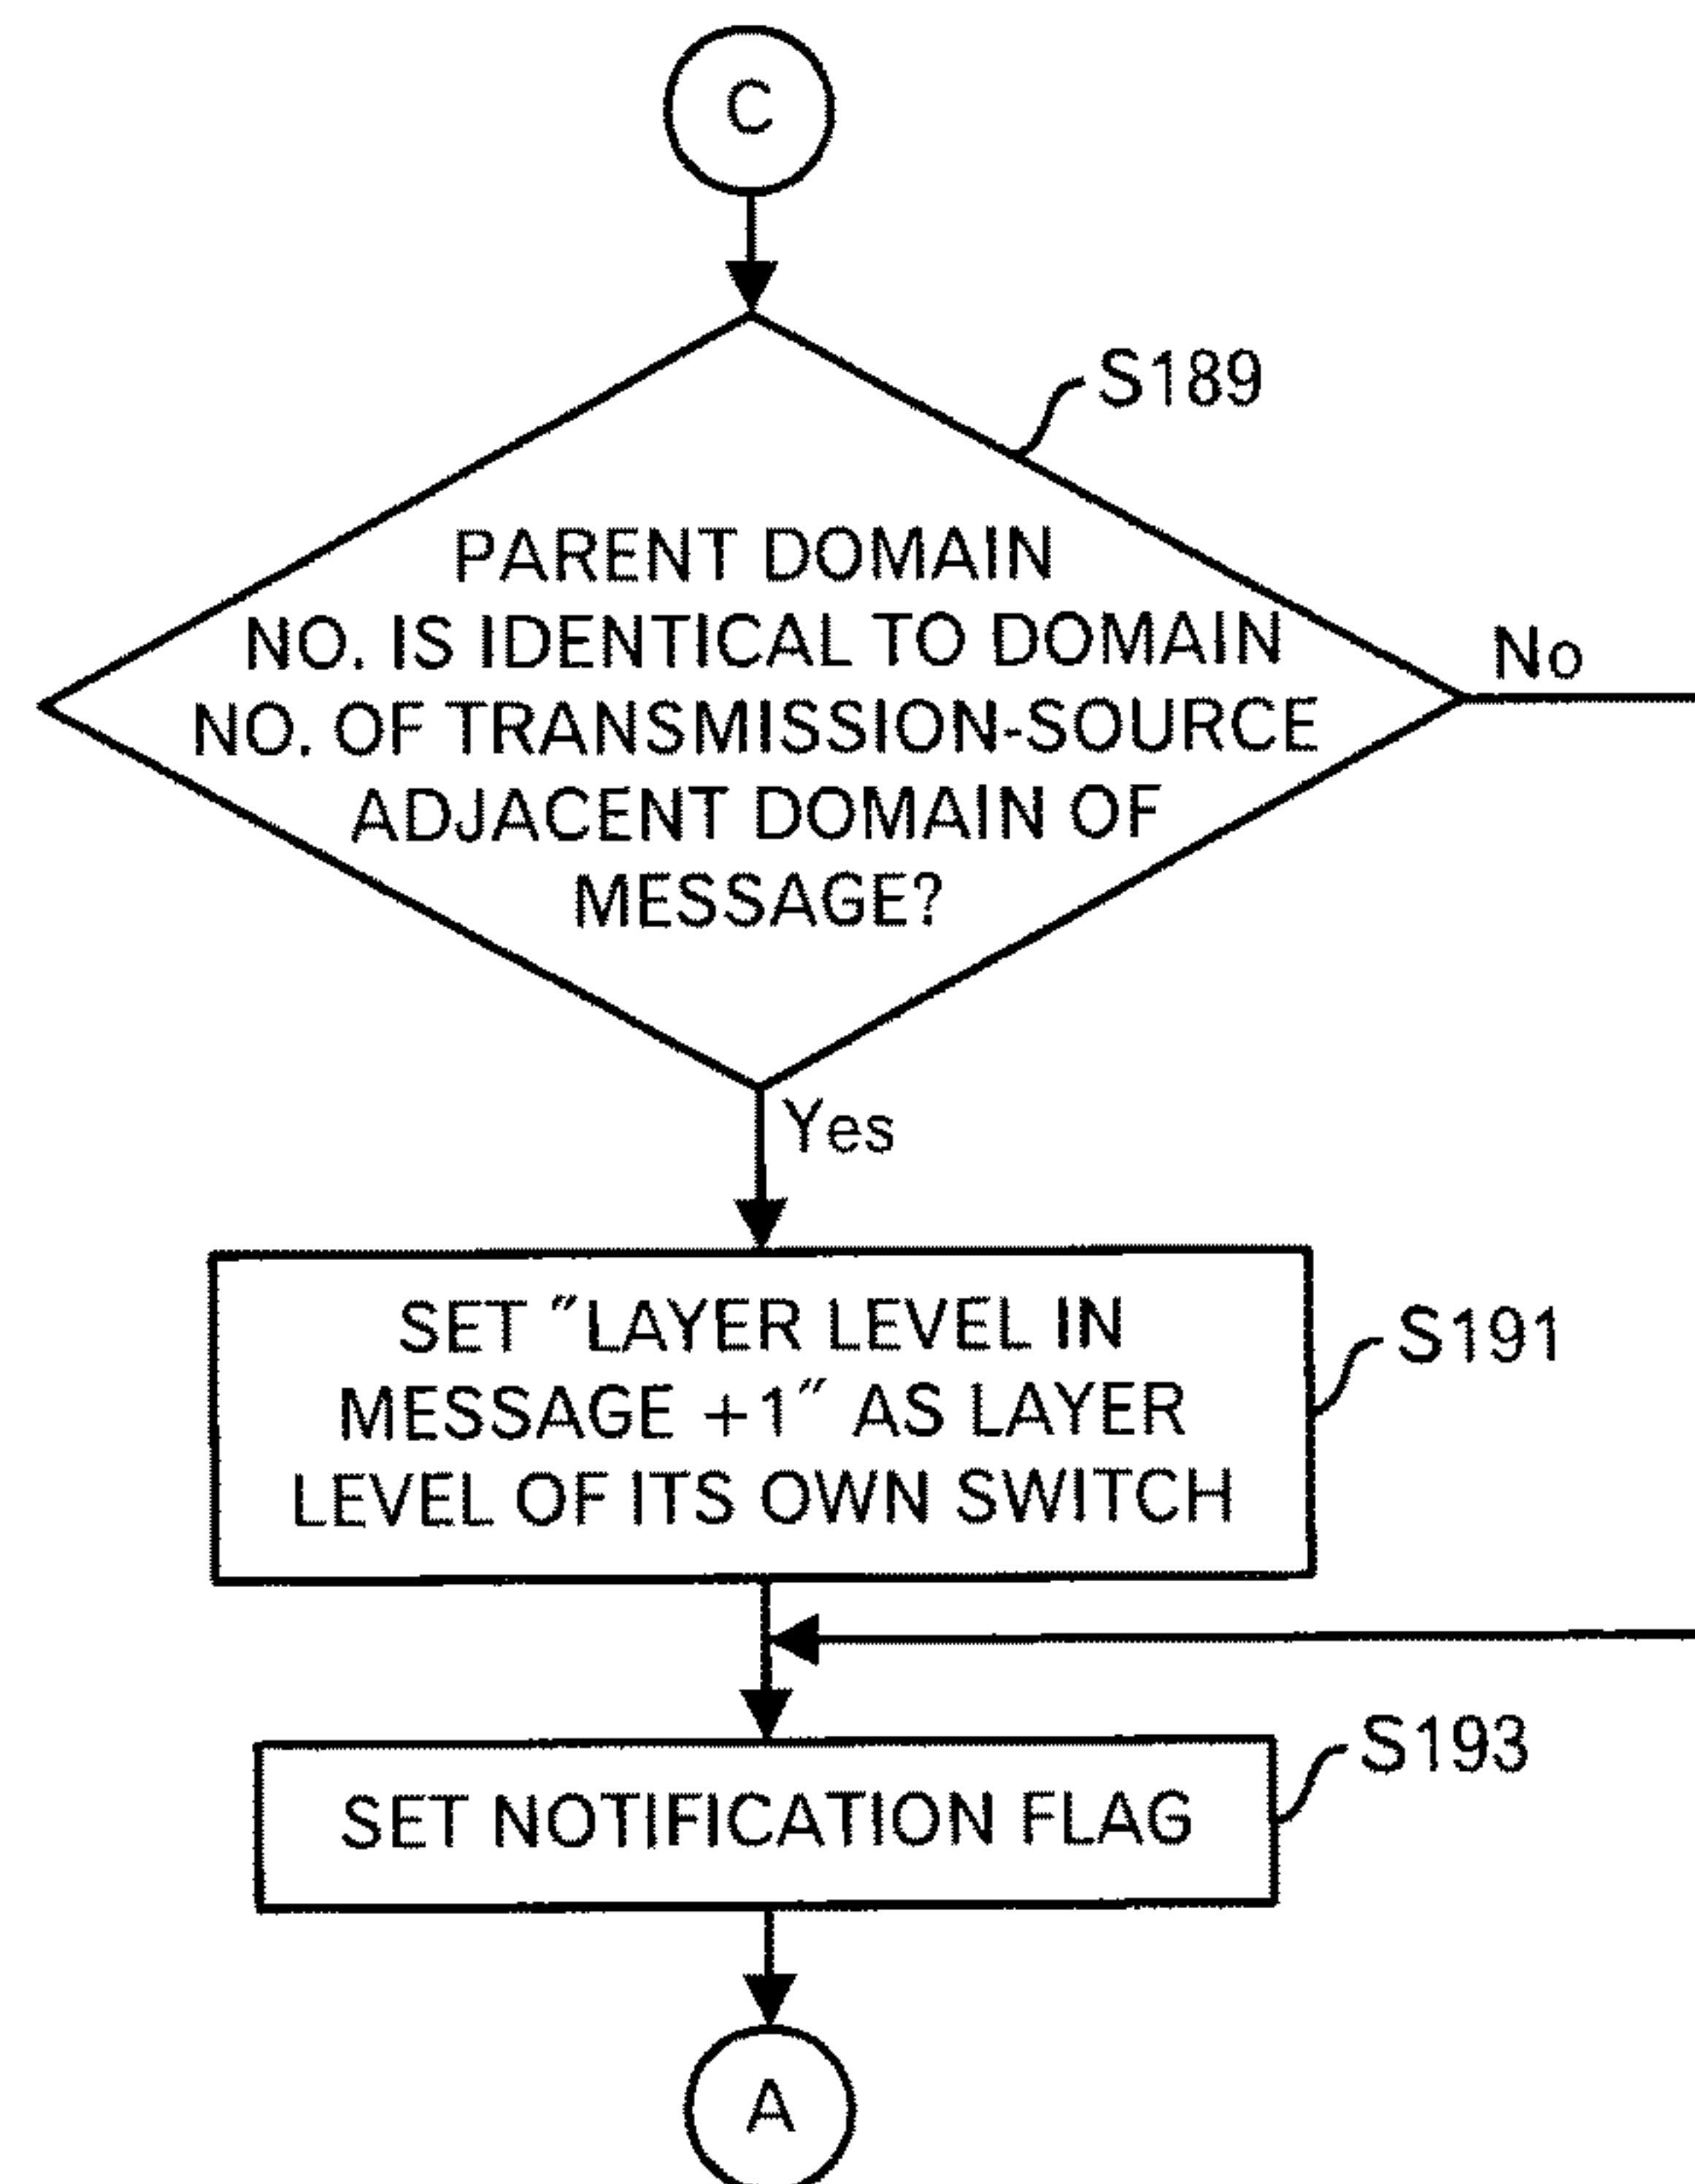 C
S189
PARENT DOMAIN
NO. IS IDENTICAL TO DOMAIN
NO. OF TRANSMISSION-SOURCE
ADJACENT DOMAIN OF
MESSAGE?
No
Yes
SET "LAYER LEVEL IN
MESSAGE +1" AS LAYER
LEVEL OF ITS OWN SWITCH
S191
SET NOTIFICATION FLAG
S193
A